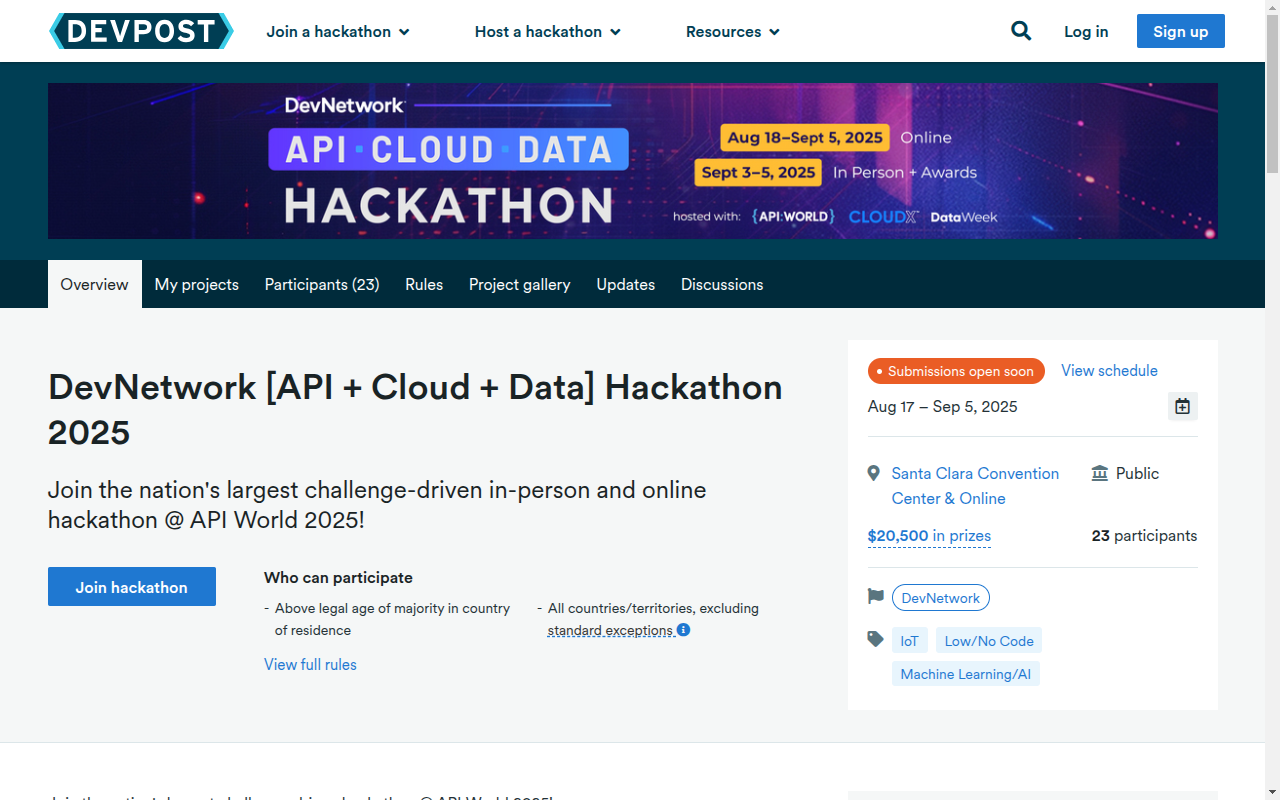 DEVPOST
Join a hackathon
Host a hackathon
Resources
Log in
Sign up
DevNetwork
API · CLOUD · DATA
HACKATHON
Aug 18–Sept 5, 2025 Online
Sept 3–5, 2025 In Person + Awards
hosted with: {API:WORLD} CLOUDX DataWeek
Overview
My projects
Participants (23)
Rules
Project gallery
Updates
Discussions
DevNetwork [API + Cloud + Data] Hackathon
2025
Join the nation's largest challenge-driven in-person and online
hackathon @ API World 2025!
Join hackathon
Who can participate
- Above legal age of majority in country
of residence
- All countries/territories, excluding
standard exceptions
View full rules
Submissions open soon
View schedule
Aug 17 – Sep 5, 2025
Santa Clara Convention
Center & Online
Public
$20,500 in prizes
23 participants
DevNetwork
IoT
Low/No Code
Machine Learning/AI